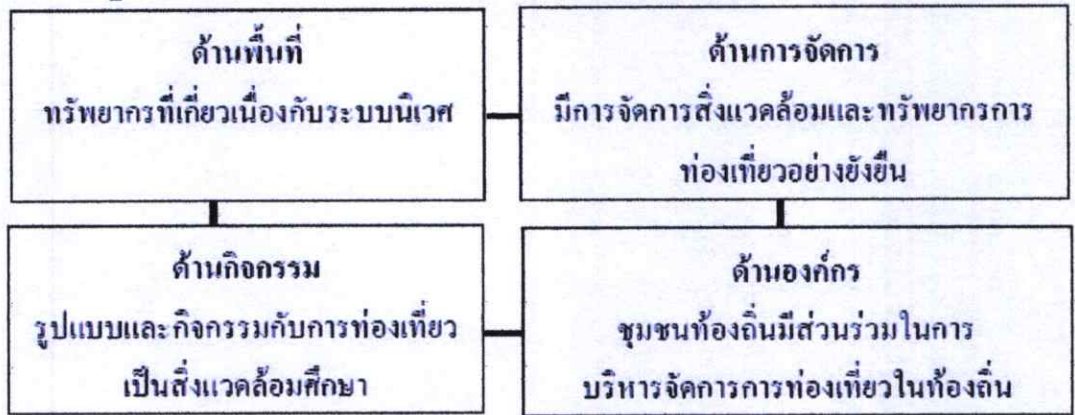 ด้านพื้นที่
ทรัพยากรที่เกี่ยวเนื่องกับระบบนิเวศ
ด้านการจัดการ
มีการจัดการสิ่งแวดล้อมและทรัพยากรการ
ท่องเที่ยวอย่างยั่งยืน
ด้านกิจกรรม
รูปแบบและกิจกรรมกับการท่องเที่ยว
เป็นสิ่งแวดล้อมศึกษา
ด้านองค์กร
ชุมชนท้องถิ่นมีส่วนร่วมในการ
บริหารจัดการการท่องเที่ยวในท้องถิ่น